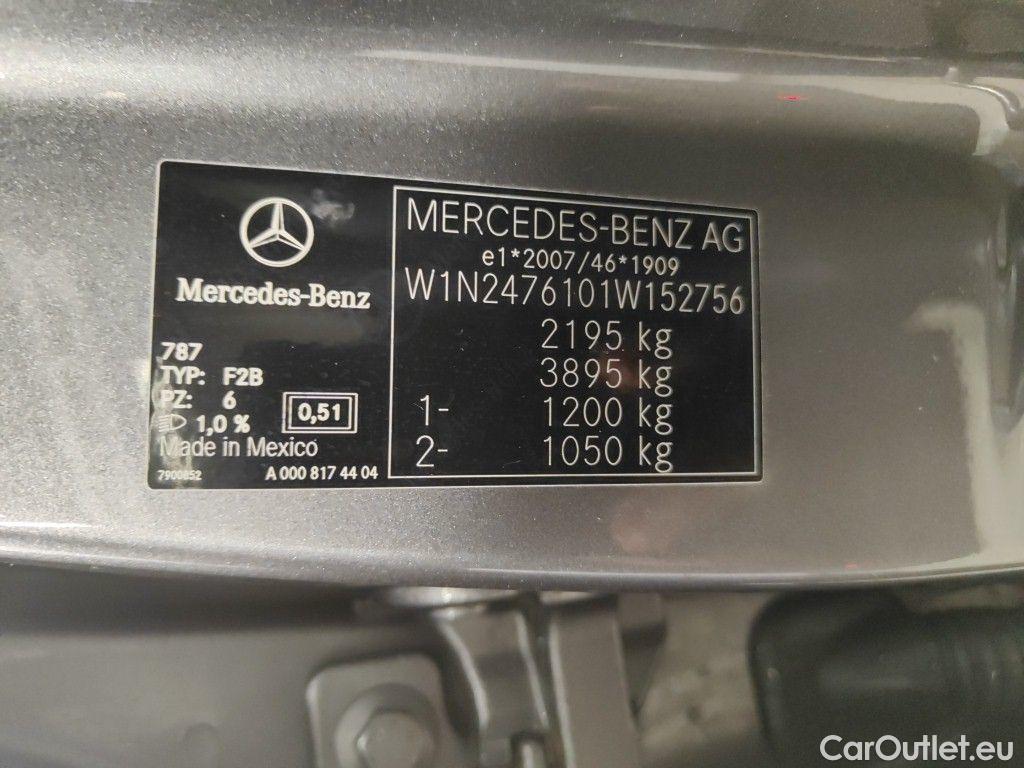 Mercedes-Benz
787
TYP: F2B
PZ: 6
1,0 %
0,51
Made in Mexico
7900852
A 000 817 44 04
MERCEDES-BENZ AG
e1*2007/46*1909
W1N2476101W152756
2195 kg
3895 kg
1- 1200 kg
2- 1050 kg
CarOutlet.eu